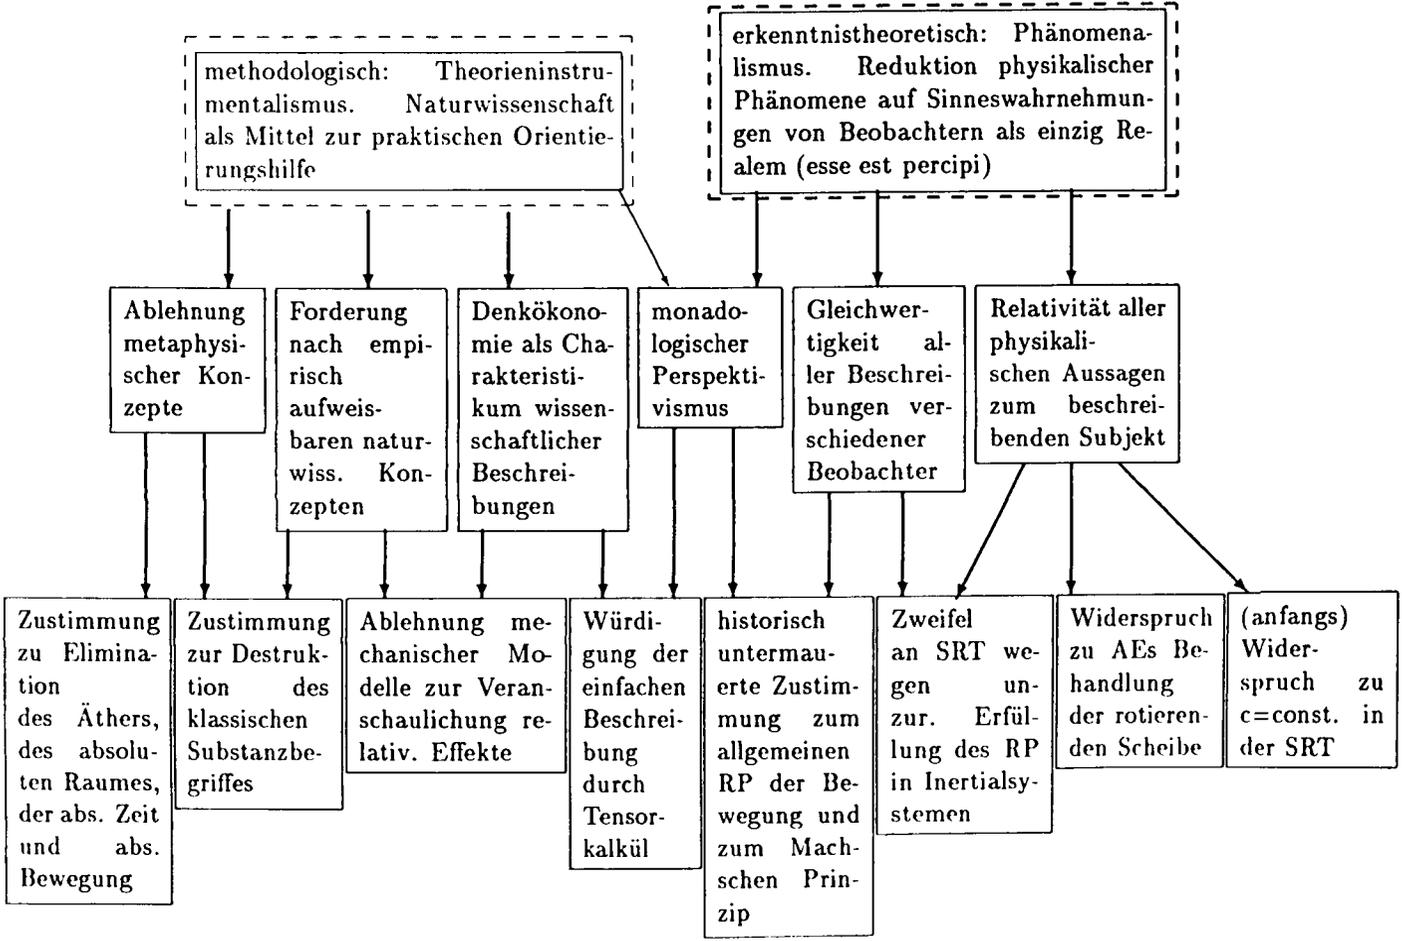 methodologisch: Theorieninstru-
mentalismus. Naturwissenschaft
als Mittel zur praktischen Orientie-
rungshilfe
erkenntnistheoretisch: Phänomena-
lismus. Reduktion physikalischer
Phänomene auf Sinneswahrnehmun-
gen von Beobachtern als einzig Re-
alem (esse est percipi)
Ablehnung
metaphysi-
scher Kon-
zepte
Forderung
nach empi-
risch
aufweis-
baren natur-
wiss. Kon-
zepten
Denkökono-
mie als Cha-
rakteristi-
kum wissen-
schaftlicher
Beschrei-
bungen
monado-
logischer
Perspekti-
vismus
Gleichwer-
tigkeit al-
ler Beschrei-
bungen ver-
schiedener
Beobachter
Relativität aller
physikali-
schen Aussagen
zum beschrei-
benden Subjekt
Zustimmung
zu Elimina-
tion
des Äthers,
des absolu-
ten Raumes,
der abs. Zeit
und abs.
Bewegung
Zustimmung
zur Destruk-
tion des
klassischen
Substanzbe-
griffes
Ablehnung me-
chanischer Mo-
delle zur Veran-
schaulichung re-
lativ. Effekte
Würdi-
gung der
einfachen
Beschrei-
bung
durch
Tensor-
kalkül
historisch
untermau-
erte Zustim-
mung zum
allgemeinen
RP der Be-
wegung und
zum Mach-
schen Prin-
zip
Zweifel
an SRT we-
gen un-
zur. Erfül-
lung des RP
in Inertialsy-
stemen
Widerspruch
zu AEs Be-
handlung
der rotieren-
den Scheibe
(anfangs)
Wider-
spruch zu
c=const. in
der SRT